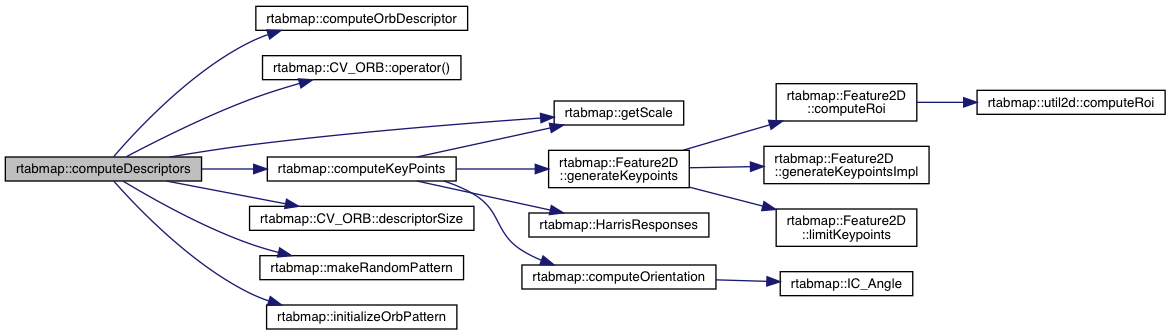 rtabmap::computeDescriptors
rtabmap::computeOrbDescriptor
rtabmap::CV_ORB::operator()
rtabmap::getScale
rtabmap::computeKeyPoints
rtabmap::CV_ORB::descriptorSize
rtabmap::makeRandomPattern
rtabmap::initializeOrbPattern
rtabmap::Feature2D
::generateKeypoints
rtabmap::HarrisResponses
rtabmap::computeOrientation
rtabmap::Feature2D
::computeRoi
rtabmap::Feature2D
::generateKeypointsImpl
rtabmap::Feature2D
::limitKeypoints
rtabmap::IC_Angle
rtabmap::util2d::computeRoi